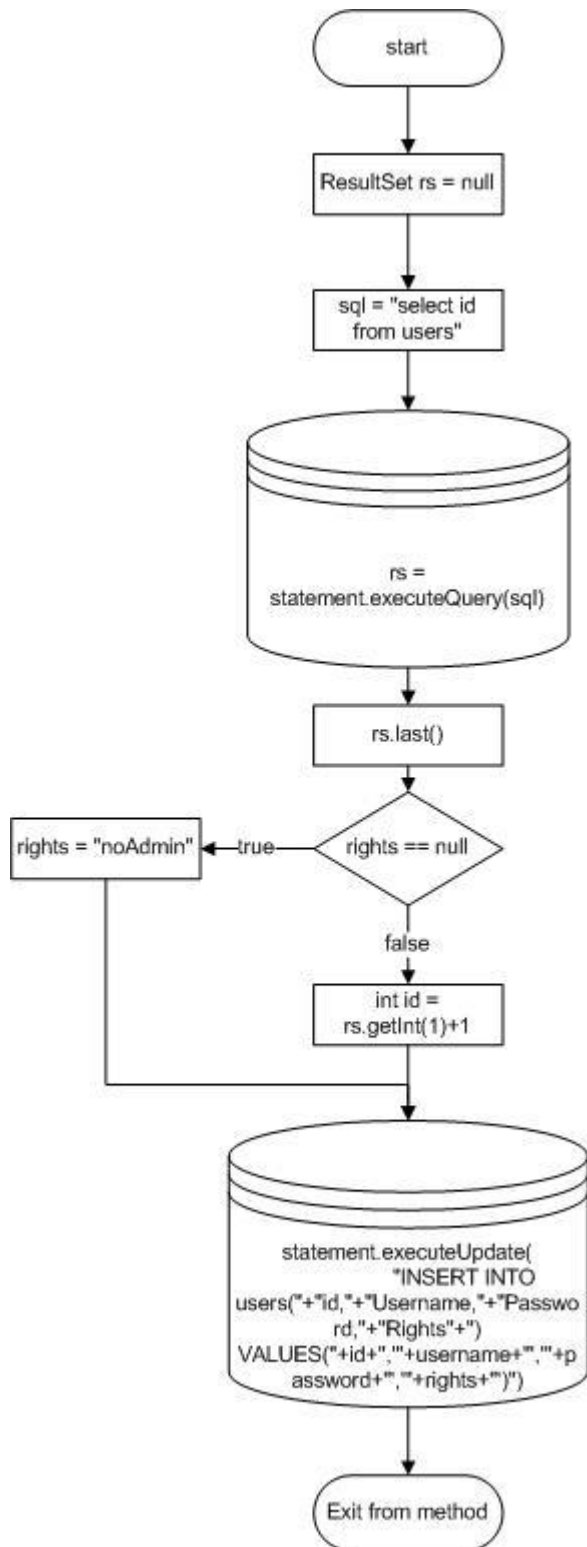 start
ResultSet rs = null
sql = "select id
from users"
rs =
statement.executeQuery(sql)
rs.last()
rights = "noAdmin"
true
rights == null
false
int id =
rs.getInt(1)+1
statement.executeUpdate(
"INSERT INTO
users("+"id,"+"Username,"+"Passwo
rd,"+"Rights"+")
VALUES("+id+",'"+username+"','"+p
assword+"','"+rights+"')")
Exit from method